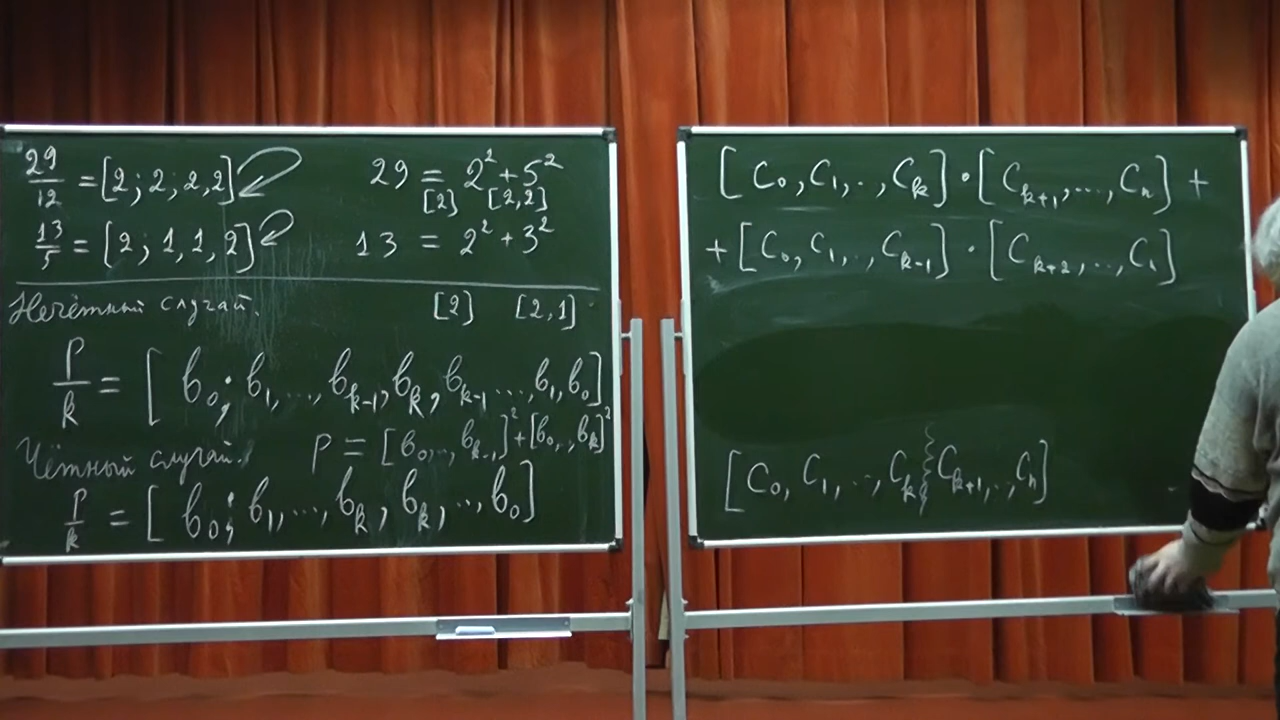 29/12 = [2; 2, 2, 2] 29 = 2² + 5²
[2] [2,2]
13/5 = [2; 1, 1, 2] 13 = 2² + 3²
Нечётный случай. [2] [2,1]
P/k = [b₀; b₁, ..., b_{k-1}, b_k, b_{k-1} ..., b₁, b₀]
P = [b₀, .., b_{k-1}]² + [b₀, .., b_k]²
Чётный случай.
P/k = [b₀; b₁, ..., b_k, b_k, ..., b₀]
[C₀, C₁, .., C_k] · [C_{k+1}, ..., C_n] +
+ [C₀, C₁, .., C_{k-1}] · [C_{k+2}, .., C_n]
[C₀, C₁, .., C_k, C_{k+1}, .., C_n]